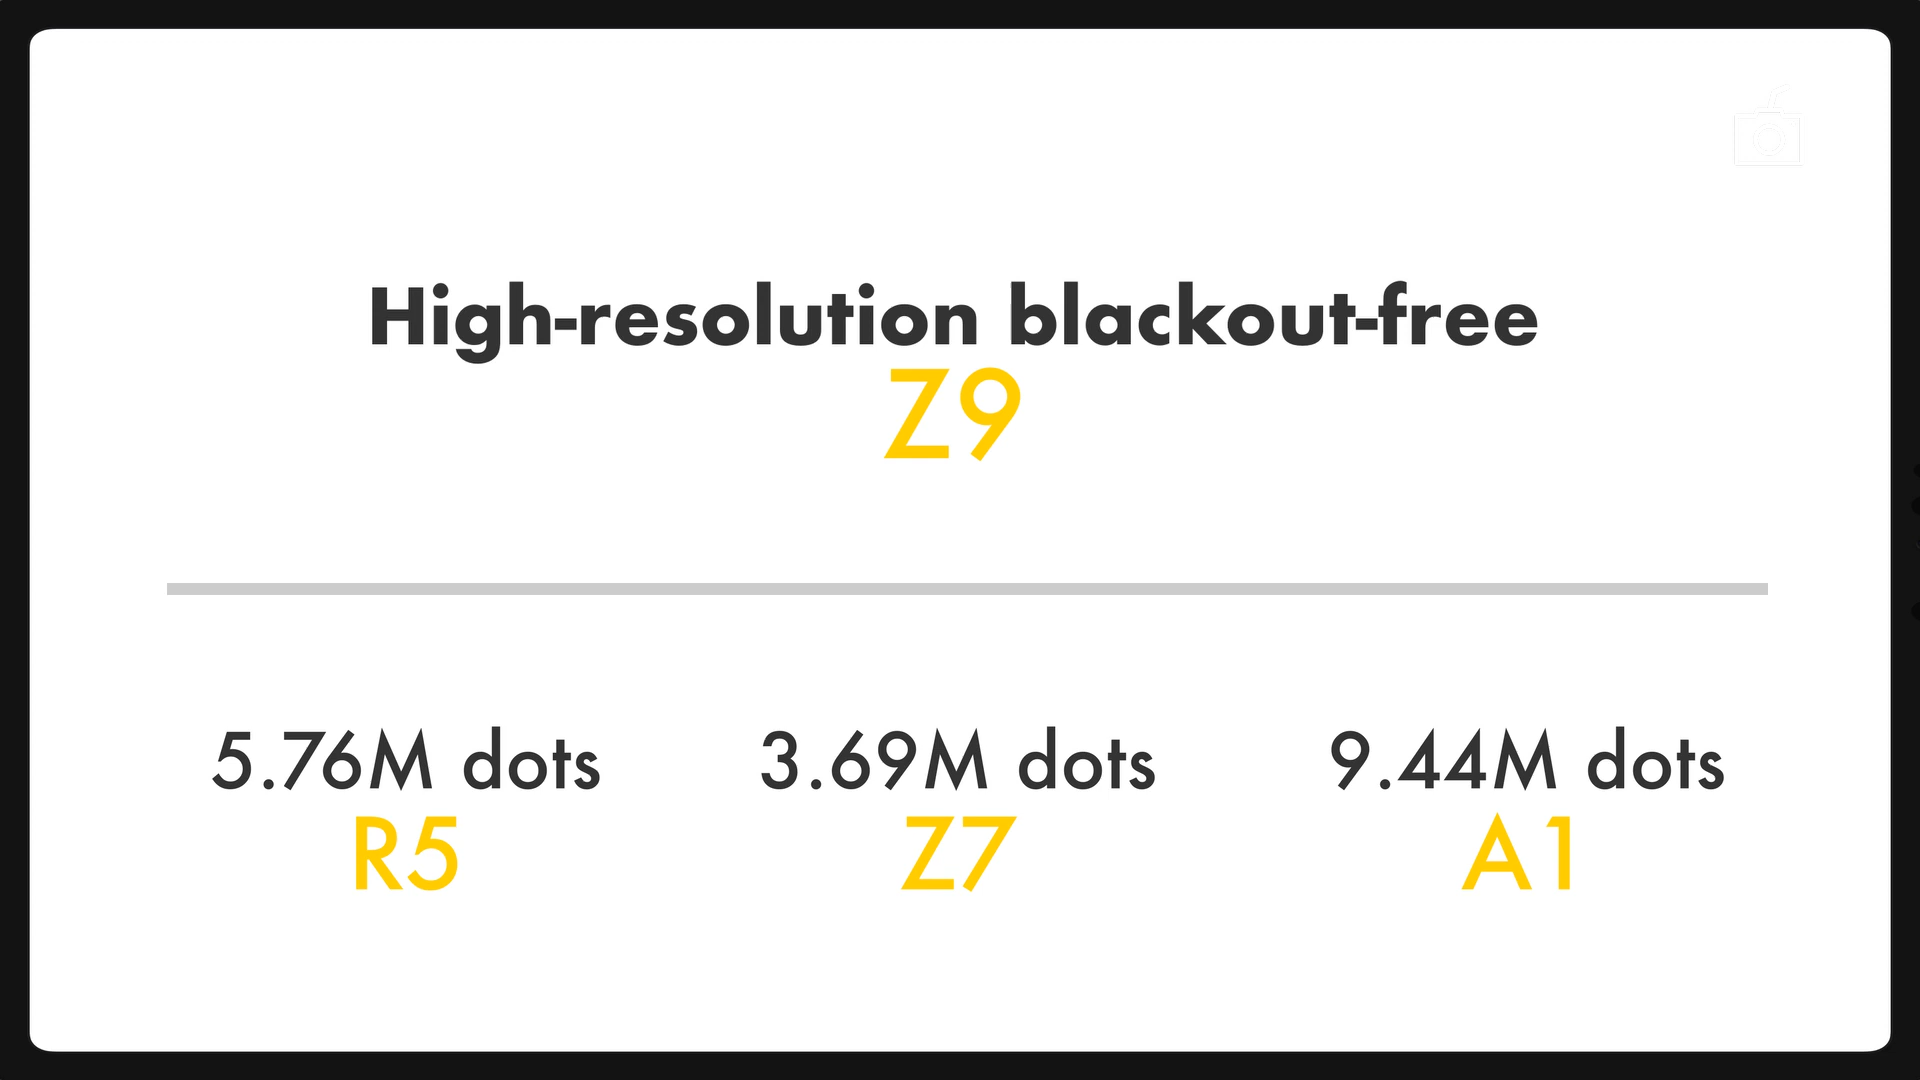 High-resolution blackout-free
Z9
5.76M dots
R5
3.69M dots
Z7
9.44M dots
A1